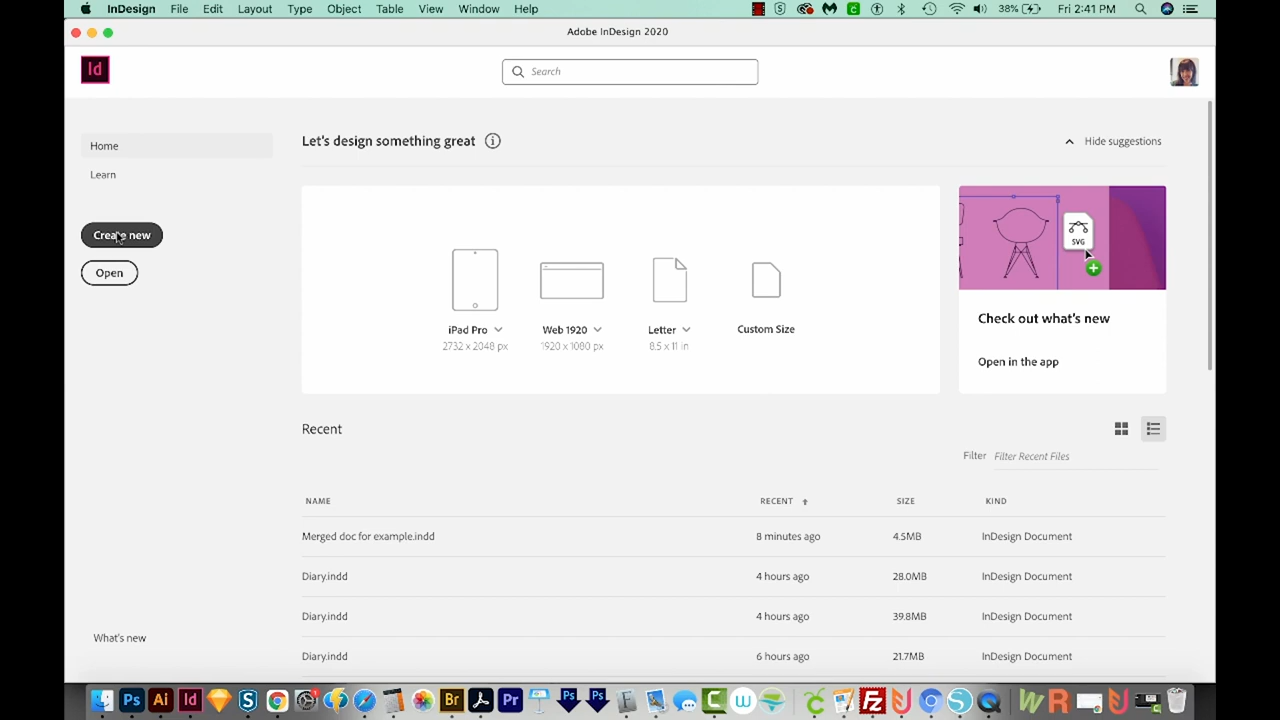 InDesign File Edit Layout Type Object Table View Window Help 38% Fri 2:41 PM
Adobe InDesign 2020
Id
Search
Home
Learn
Create new
Open
Let's design something great
Hide suggestions
iPad Pro
2732 x 2048 px
Web 1920
1920 x 1080 px
Letter
8.5 x 11 in
Custom Size
SVG
Check out what's new
Open in the app
Recent
Filter Filter Recent Files
NAME RECENT SIZE KIND
Merged doc for example.indd 8 minutes ago 4.5MB InDesign Document
Diary.indd 4 hours ago 28.0MB InDesign Document
Diary.indd 4 hours ago 39.8MB InDesign Document
Diary.indd 6 hours ago 21.7MB InDesign Document
What's new
Ps Ai Id S Br Pr Ps Ps C W FZ U S W R U